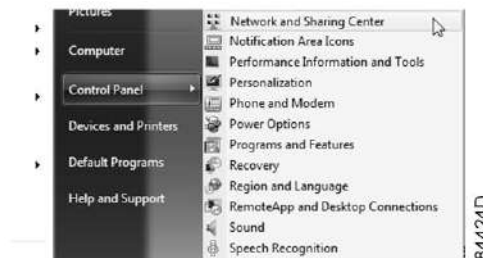 Pictures
Computer
Control Panel
Devices and Printers
Default Programs
Help and Support
Network and Sharing Center
Notification Area Icons
Performance Information and Tools
Personalization
Phone and Modem
Power Options
Programs and Features
Recovery
Region and Language
RemoteApp and Desktop Connections
Sound
Speech Recognition
84424D